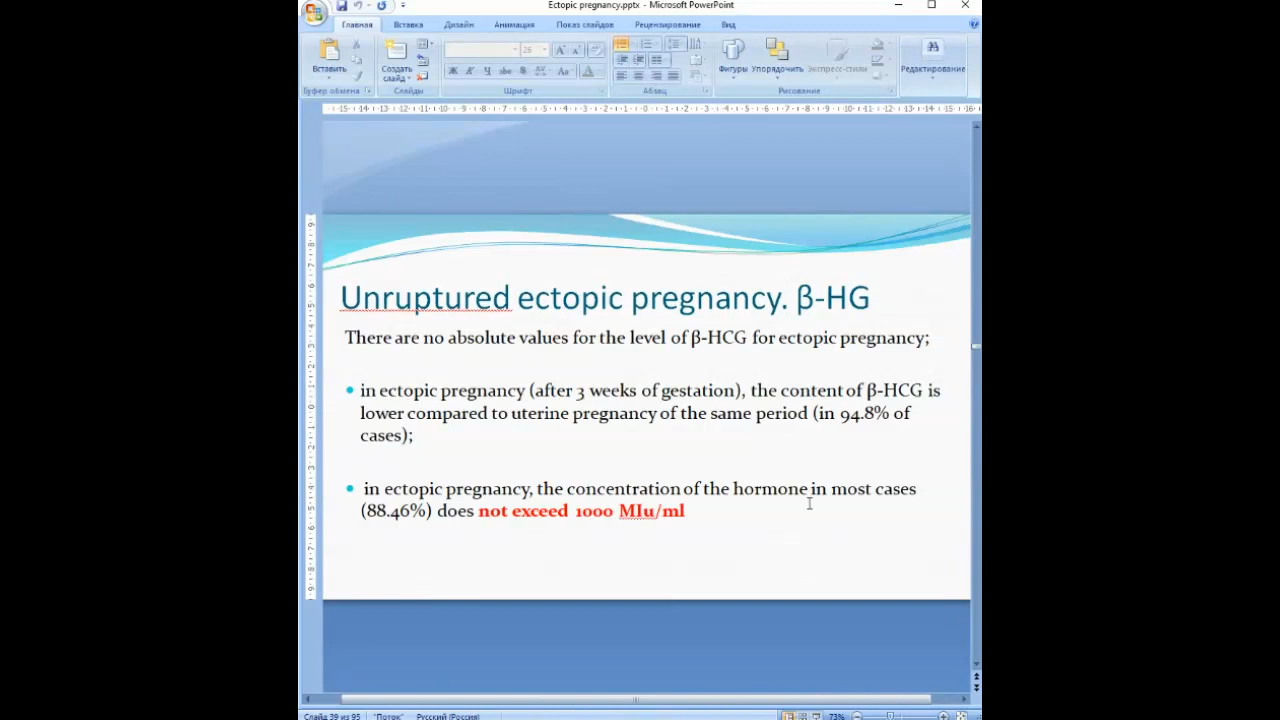 Ectopic pregnancy.pptx - Microsoft PowerPoint
Главная Вставка Дизайн Анимация Показ слайдов Рецензирование Вид
Вставить
Создать слайд
Фигуры Упорядочить Экспресс-стили Редактирование
Буфер обмена Слайды Шрифт Абзац Рисование
Unruptured ectopic pregnancy. β-HG
There are no absolute values for the level of β-HCG for ectopic pregnancy;
in ectopic pregnancy (after 3 weeks of gestation), the content of β-HCG is
lower compared to uterine pregnancy of the same period (in 94.8% of
cases);
in ectopic pregnancy, the concentration of the hormone in most cases
(88.46%) does not exceed 1000 MIu/ml
Слайд 39 из 95 "Поток" Русский (Россия) 73%